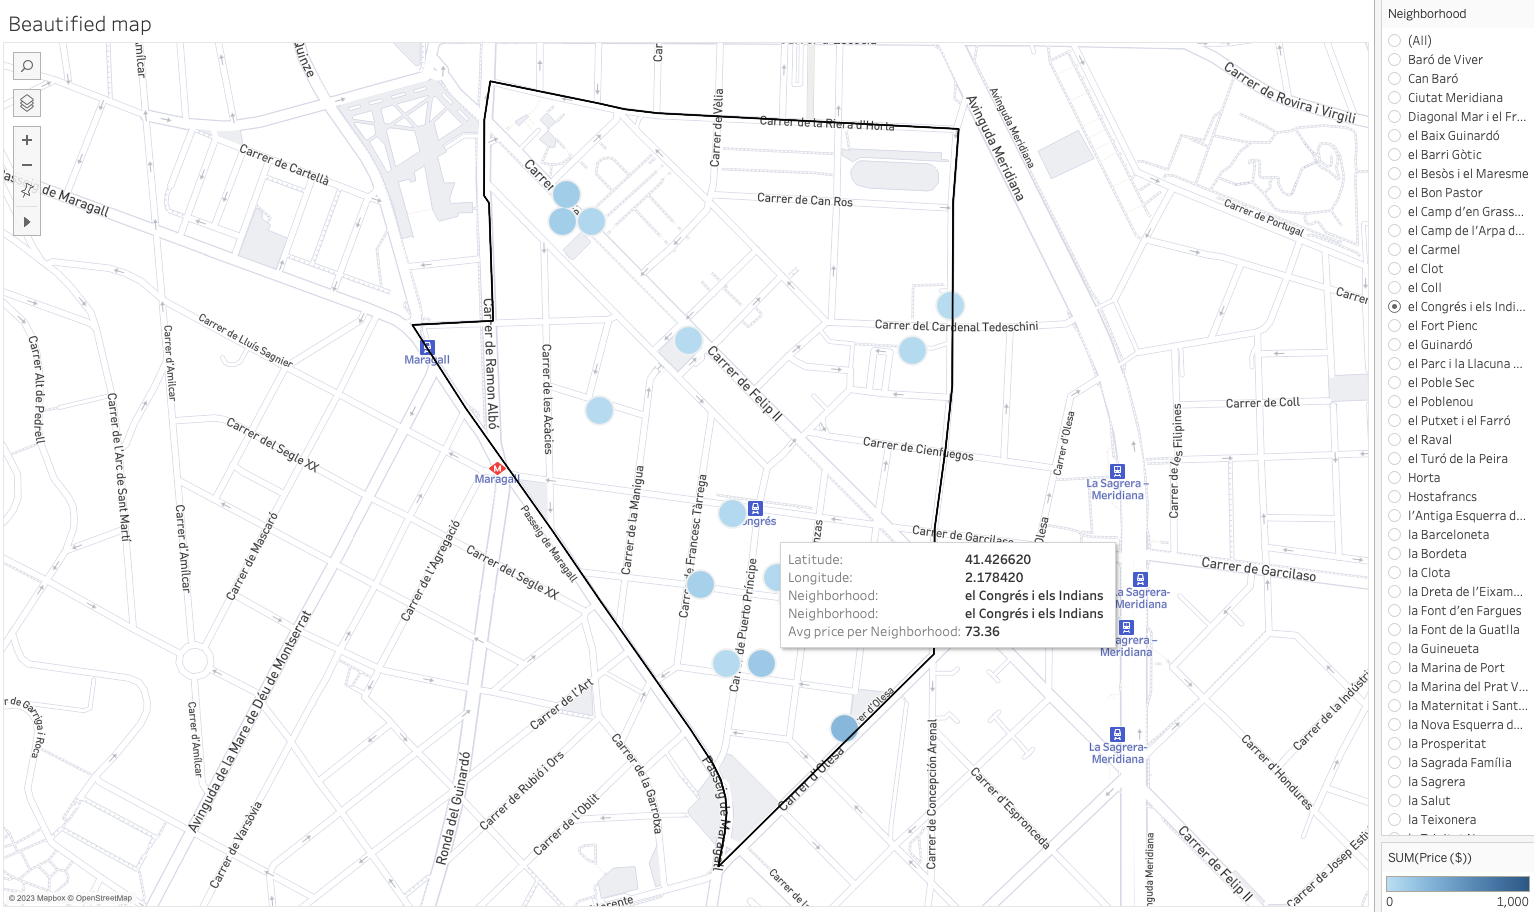 Beautified map
Neighborhood
(All)
Baró de Viver
Can Baró
Ciutat Meridiana
Diagonal Mar i el Fr...
el Baix Guinardó
el Barri Gòtic
el Besòs i el Maresme
el Bon Pastor
el Camp d'en Grass...
el Camp de l'Arpa d...
el Carmel
el Clot
el Coll
el Congrés i els Indi...
el Fort Pienc
el Guinardó
el Parc i la Llacuna ...
el Poble Sec
el Poblenou
el Putxet i el Farró
el Raval
el Turó de la Peira
Horta
Hostafrancs
l'Antiga Esquerra d...
la Barceloneta
la Bordeta
la Clota
la Dreta de l'Eixam...
la Font d'en Fargues
la Font de la Guatlla
la Guineueta
la Marina de Port
la Marina del Prat V...
la Maternitat i Sant...
la Nova Esquerra d...
la Prosperitat
la Sagrada Família
la Sagrera
la Salut
la Teixonera
SUM(Price ($))
0 1,000
Latitude: 41.426620
Longitude: 2.178420
Neighborhood: el Congrés i els Indians
Neighborhood: el Congrés i els Indians
Avg price per Neighborhood: 73.36
Carrer de Cartellà
Passeig de Maragall
Carrer de Lluís Sagnier
Carrer d'Amílcar
Carrer Alt de Pedrell
Carrer de l'Arc de Sant Martí
Carrer del Segle XX
Carrer d'Amílcar
Carrer de Mascaró
Carrer de l'Agregació
Carrer del Segle XX
Avinguda de la Mare de Déu de Montserrat
Carrer d'Amílcar
Carrer de Varsòvia
Ronda del Guinardó
Carrer de l'Art
Carrer de Rubió i Ors
Carrer de l'Oblit
Carrer de la Garrotxa
Maragall
Maragall
Carrer de Ramon Albó
Carrer de les Acàcies
Passeig de Maragall
Carrer de la Manigua
Carrer de Francesc Tàrrega
Carrer de Puerto Príncipe
Passeig de Maragall
Carrer de Vèlia
Carrer de la Riera d'Horta
Carrer de Can Ros
Carrer del Cardenal Tedeschini
Carrer de Felip II
Carrer de Cienfuegos
Carrer de Garcilaso
Carrer d'Olesa
Carrer d'Olesa
Carrer de Concepción Arenal
Carrer d'Espronceda
Avinguda Meridiana
Avinguda Meridiana
Carrer de Rovira i Virgili
Carrer de Portugal
Carrer de Coll
Carrer de les Filipines
La Sagrera – Meridiana
Carrer de Garcilaso
Carrer d'Hondures
Carrer de la Indústri
La Sagrera-
Meridiana
Carrer de Felip II
Carrer de Josep Esti
© 2023 Mapbox © OpenStreetMap